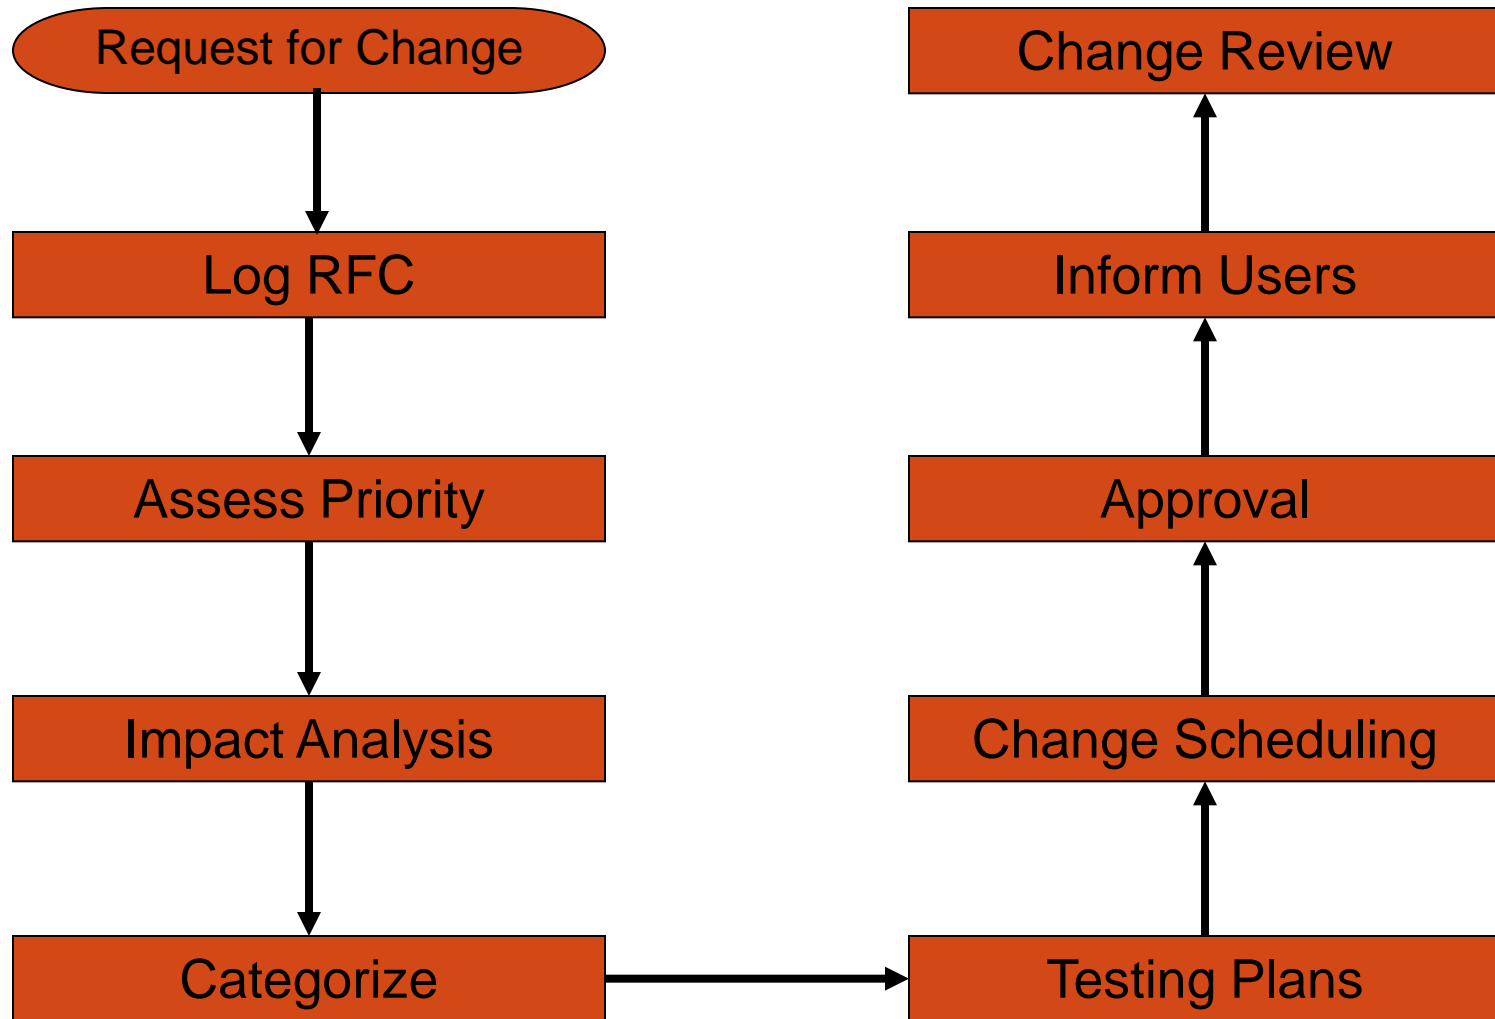 Request for Change
Log RFC
Assess Priority
Impact Analysis
Categorize
Testing Plans
Change Scheduling
Approval
Inform Users
Change Review